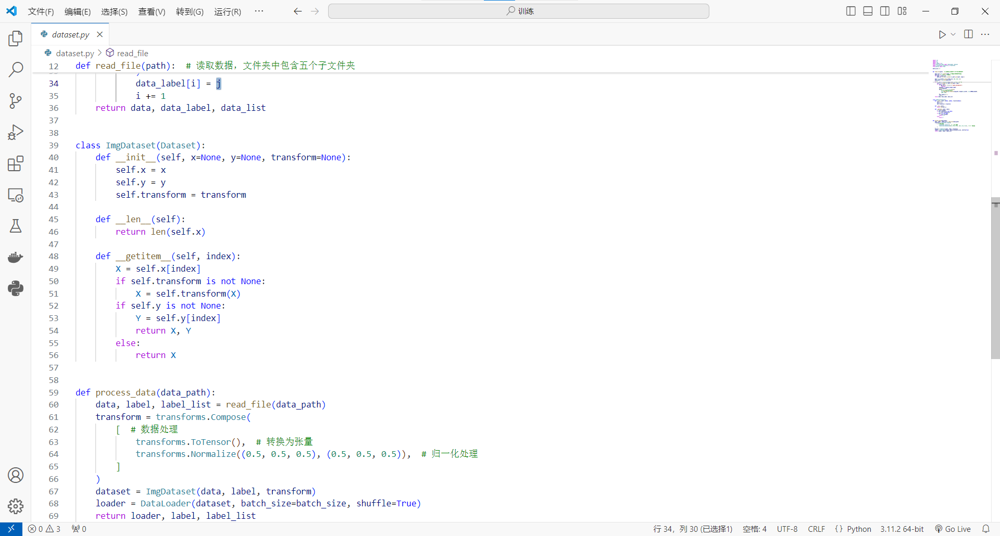 文件(F) 编辑(E) 选择(S) 查看(V) 转到(G) 运行(R) ··· 训练
dataset.py
dataset.py > read_file
12 def read_file(path):  # 读取数据，文件夹中包含五个子文件夹
34 data_label[i] = j
35 i += 1
36 return data, data_label, data_list
37
38
39 class ImgDataset(Dataset):
40 def __init__(self, x=None, y=None, transform=None):
41 self.x = x
42 self.y = y
43 self.transform = transform
44
45 def __len__(self):
46 return len(self.x)
47
48 def __getitem__(self, index):
49 X = self.x[index]
50 if self.transform is not None:
51 X = self.transform(X)
52 if self.y is not None:
53 Y = self.y[index]
54 return X, Y
55 else:
56 return X
57
58
59 def process_data(data_path):
60 data, label, label_list = read_file(data_path)
61 transform = transforms.Compose(
62 [  # 数据处理
63 transforms.ToTensor(),  # 转换为张量
64 transforms.Normalize((0.5, 0.5, 0.5), (0.5, 0.5, 0.5)),  # 归一化处理
65 ]
66 )
67 dataset = ImgDataset(data, label, transform)
68 loader = DataLoader(dataset, batch_size=batch_size, shuffle=True)
69 return loader, label, label_list
0 3 0 行 34，列 30 (已选择1) 空格: 4 UTF-8 CRLF {} Python 3.11.2 64-bit Go Live